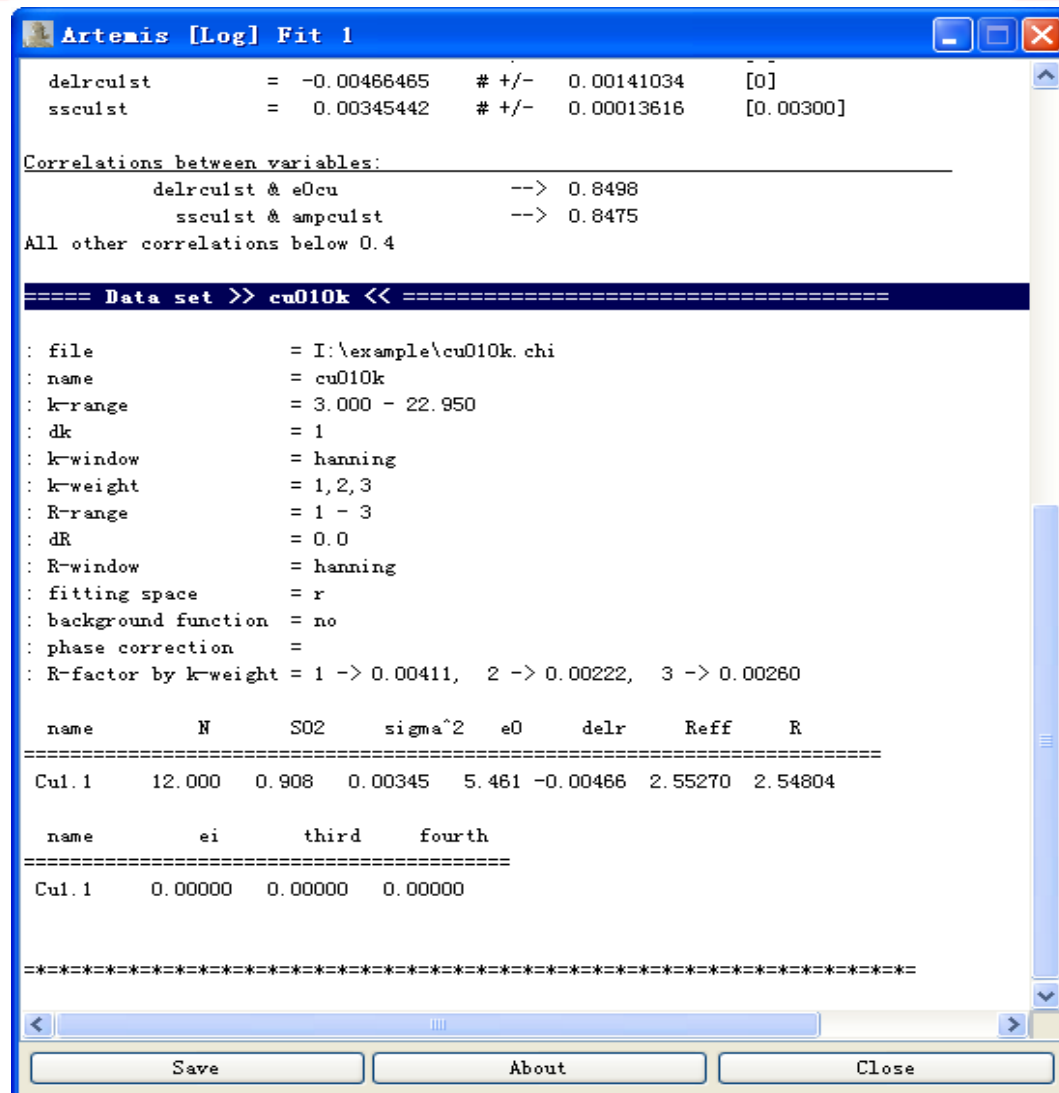 Artemis [Log] Fit 1
delrcu1st = -0.00466465 # +/- 0.00141034 [0]
sscu1st = 0.00345442 # +/- 0.00013616 [0.00300]
Correlations between variables:
delrcu1st & e0cu --> 0.8498
sscu1st & ampcu1st --> 0.8475
All other correlations below 0.4
===== Data set >> cu010k << ====================================
: file = I:\example\cu010k.chi
: name = cu010k
: k-range = 3.000 - 22.950
: dk = 1
: k-window = hanning
: k-weight = 1,2,3
: R-range = 1 - 3
: dR = 0.0
: R-window = hanning
: fitting space = r
: background function = no
: phase correction =
: R-factor by k-weight = 1 -> 0.00411, 2 -> 0.00222, 3 -> 0.00260
name N S02 sigma^2 e0 delr Reff R
==========================================================================
Cu1.1 12.000 0.908 0.00345 5.461 -0.00466 2.55270 2.54804
name ei third fourth
==========================================
Cu1.1 0.00000 0.00000 0.00000
=*=*=*=*=*=*=*=*=*=*=*=*=*=*=*=*=*=*=*=*=*=*=*=*=*=*=*=*=*=*=*=*=*=*=*=*=*=
Save About Close